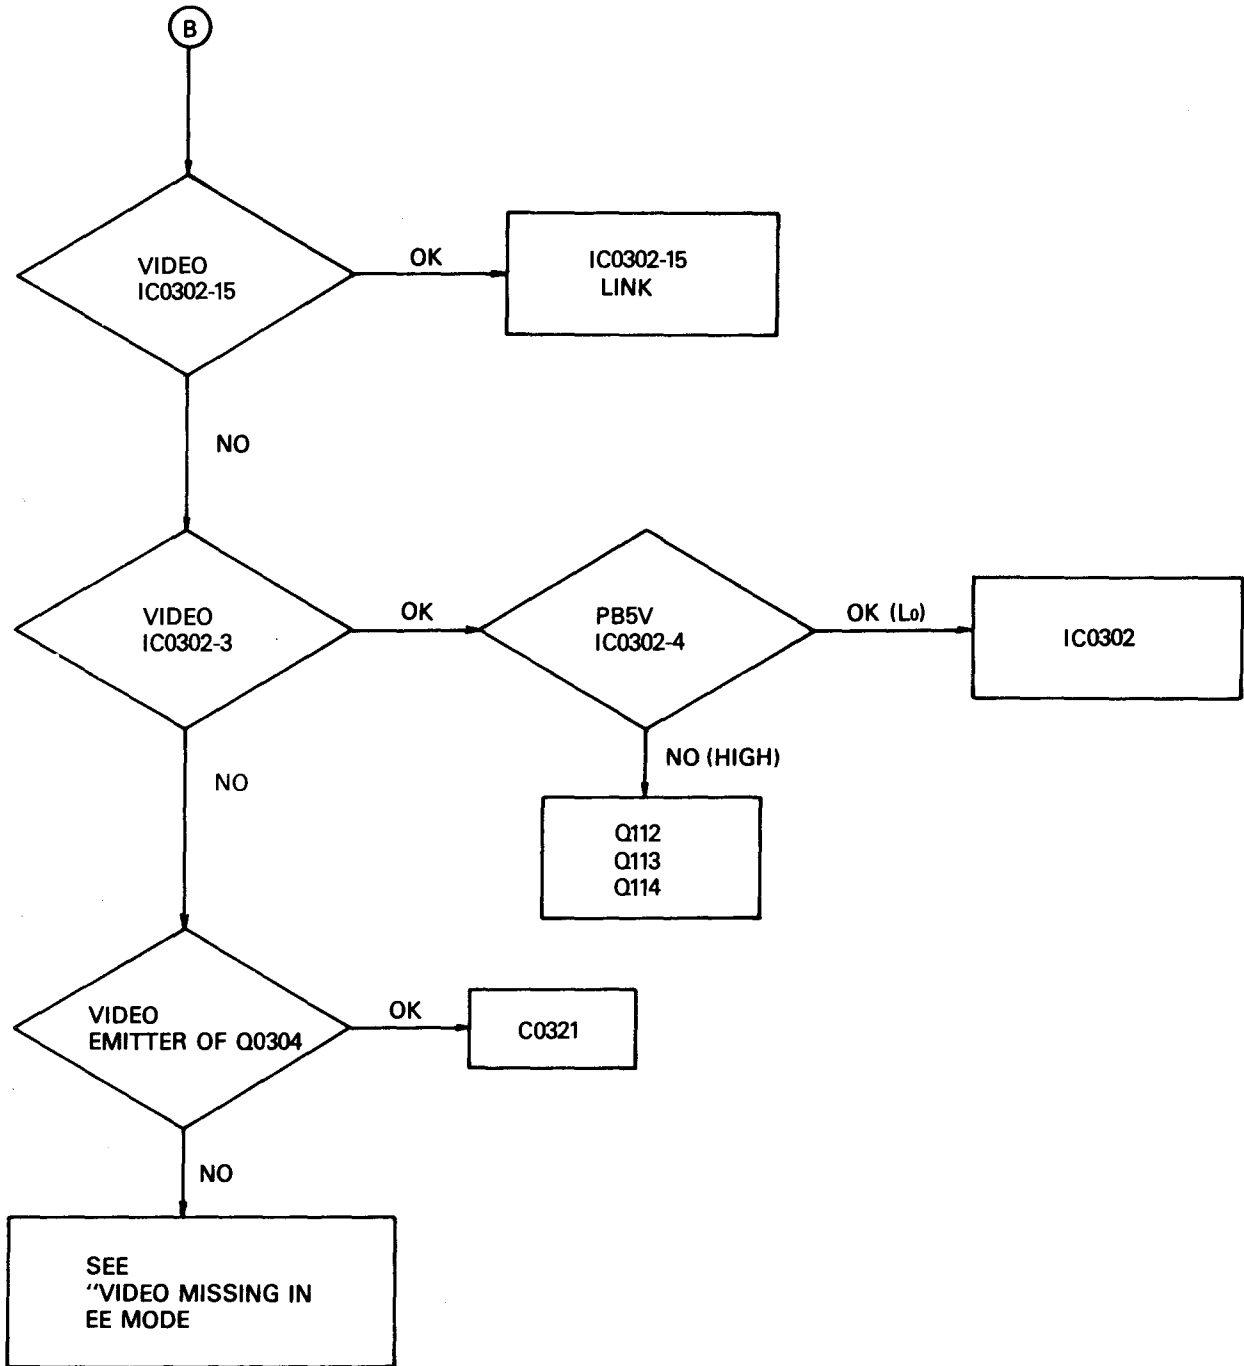 B
VIDEO
IC0302-15
OK
IC0302-15
LINK
NO
VIDEO
IC0302-3
OK
PB5V
IC0302-4
OK (Lo)
IC0302
NO (HIGH)
Q112
Q113
Q114
NO
VIDEO
EMITTER OF Q0304
OK
C0321
NO
SEE
"VIDEO MISSING IN
EE MODE